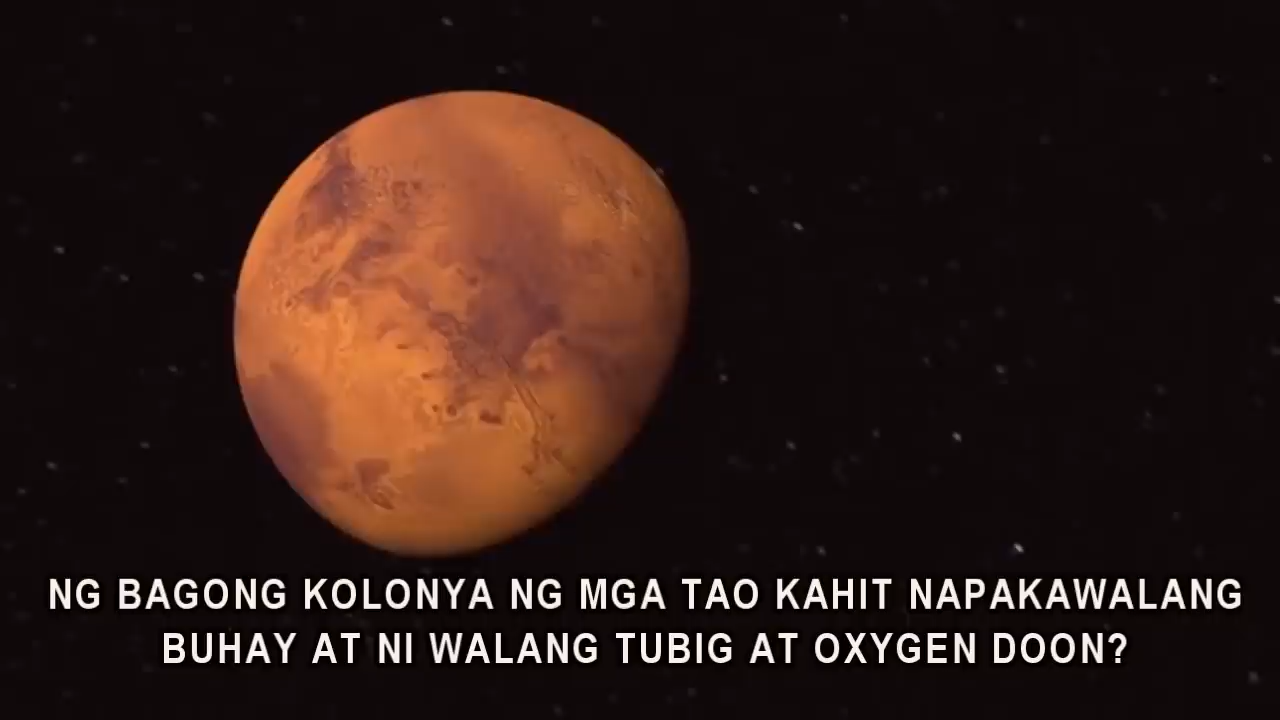 NG BAGONG KOLONYA NG MGA TAO KAHIT NAPAKAWALANG
BUHAY AT NI WALANG TUBIG AT OXYGEN DOON?